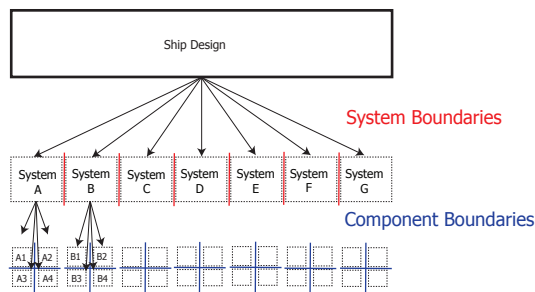 Ship Design
System Boundaries
System A
System B
System C
System D
System E
System F
System G
Component Boundaries
A1 A2 B1 B2
A3 A4 B3 B4